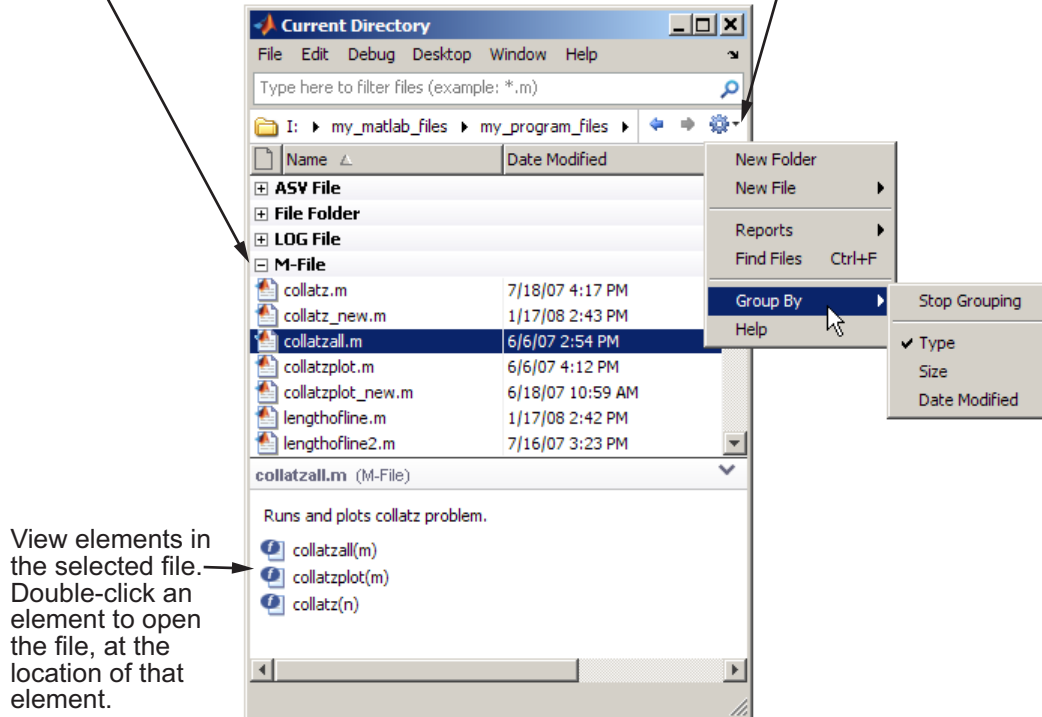 Current Directory
File Edit Debug Desktop Window Help
Type here to filter files (example: *.m)
I: my_matlab_files my_program_files
Name Date Modified
ASV File
File Folder
LOG File
M-File
collatz.m 7/18/07 4:17 PM
collatz_new.m 1/17/08 2:43 PM
collatzall.m 6/6/07 2:54 PM
collatzplot.m 6/6/07 4:12 PM
collatzplot_new.m 6/18/07 10:59 AM
lengthofline.m 1/17/08 2:42 PM
lengthofline2.m 7/16/07 3:23 PM
New Folder
New File
Reports
Find Files Ctrl+F
Group By
Help
Stop Grouping
Type
Size
Date Modified
collatzall.m (M-File)
Runs and plots collatz problem.
collatzall(m)
collatzplot(m)
collatz(n)
View elements in
the selected file.
Double-click an
element to open
the file, at the
location of that
element.